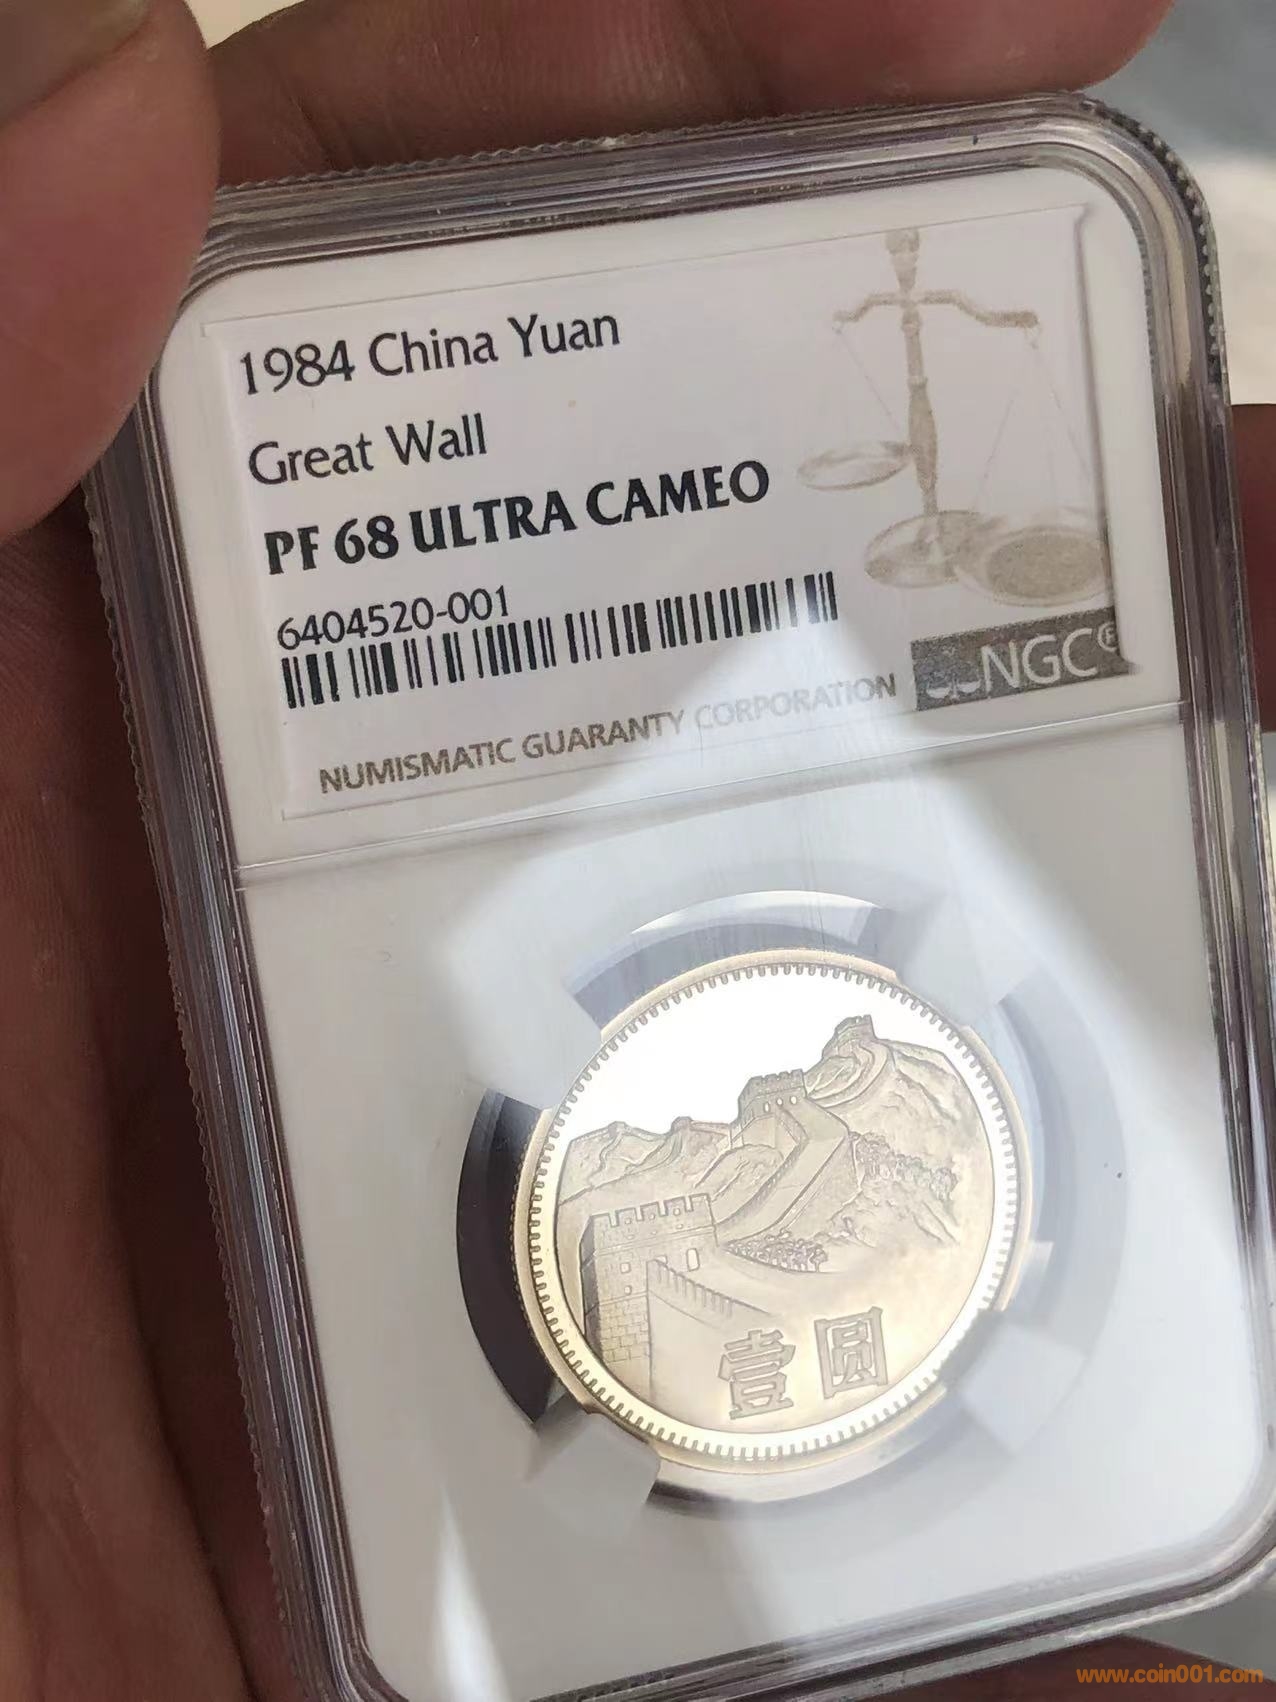 1984 China Yuan
Great Wall
PF 68 ULTRA CAMEO
6404520-001
NGC®
NUMISMATIC GUARANTY CORPORATION
壹圆
www.coin001.com